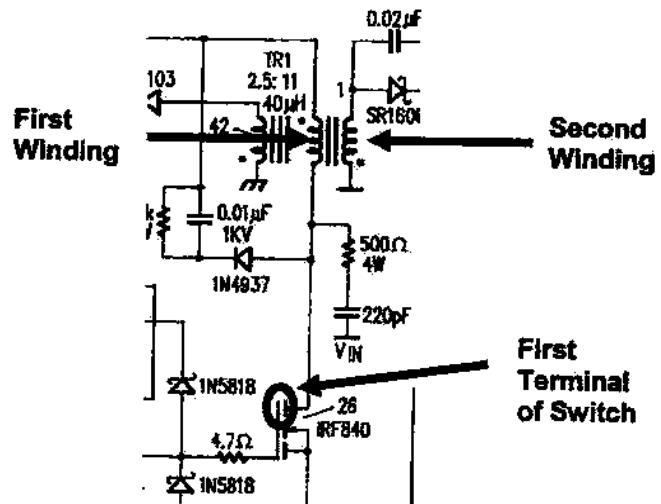 0.02µF
TR1
2.5:11
40µH
103
1
SR160
First
Winding
42
Second
Winding
0.01µF
1KV
500Ω
4W
1N4937
220pF
VIN
First
Terminal
of Switch
1N5818
26
IRF840
4.7Ω
1N5818